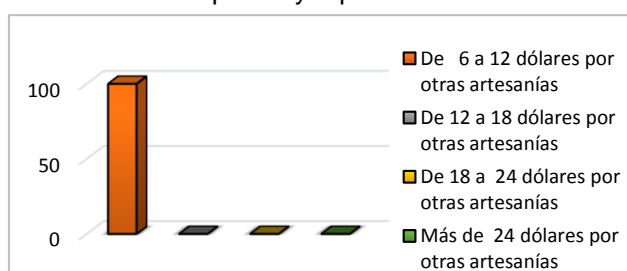 100
50
0
De 6 a 12 dólares por
otras artesanías
De 12 a 18 dólares por
otras artesanías
De 18 a 24 dólares por
otras artesanías
Más de 24 dólares por
otras artesanías